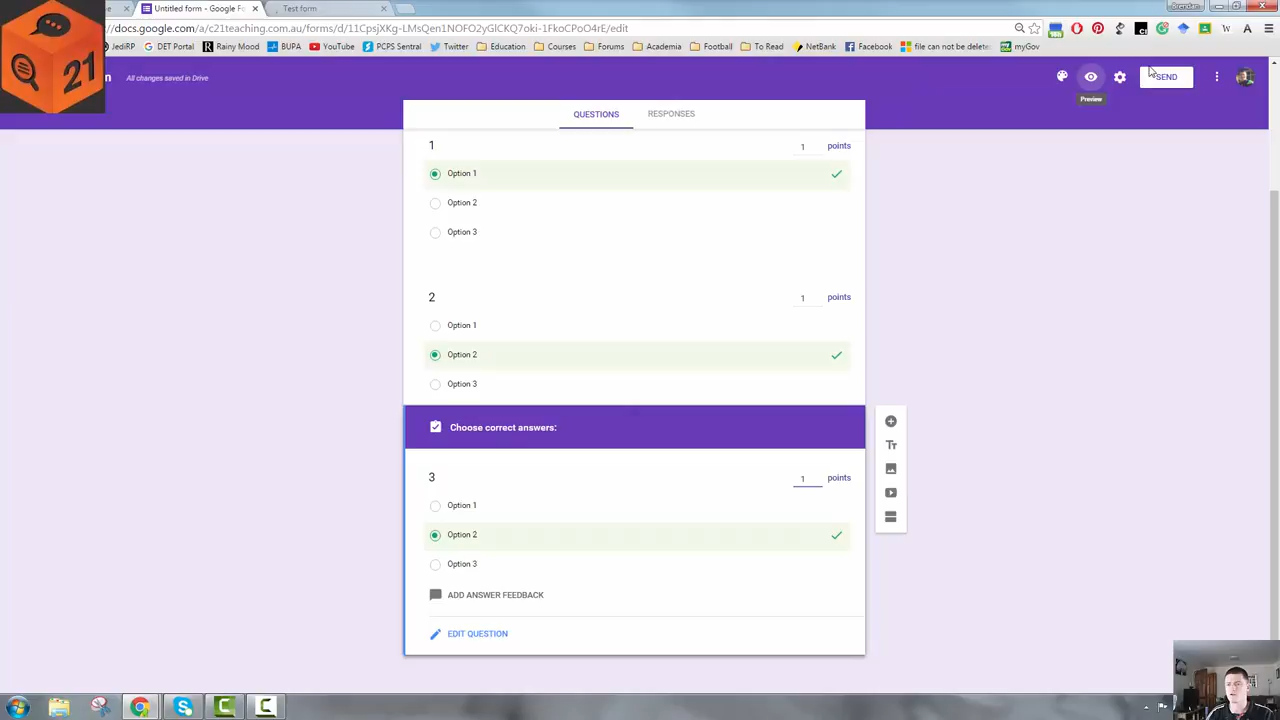 Untitled form - Google Fo
Test form
Brendan
docs.google.com/a/c21teaching.com.au/forms/d/11CpsjXKg-LMsQen1NOFO2yGlCKQ7oki-1FkoCPoO4rE/edit
JediRP
DET Portal
Rainy Mood
BUPA
YouTube
PCPS Sentral
Twitter
Education
Courses
Forums
Academia
Football
To Read
NetBank
Facebook
file can not be delete
myGov
21
n
All changes saved in Drive
SEND
Preview
QUESTIONS
RESPONSES
1
1 points
Option 1
Option 2
Option 3
2
1 points
Option 1
Option 2
Option 3
Choose correct answers:
3
1 points
Option 1
Option 2
Option 3
ADD ANSWER FEEDBACK
EDIT QUESTION